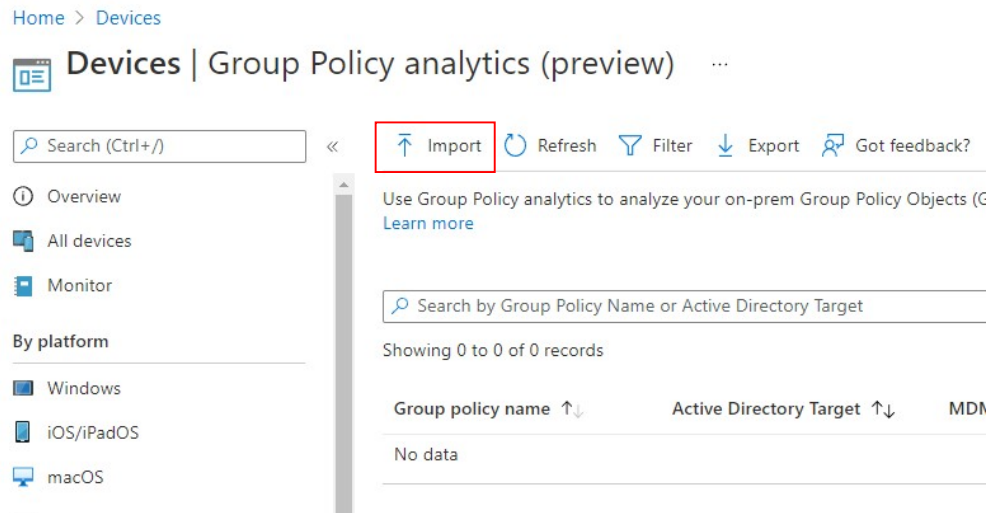 Home > Devices
Devices | Group Policy analytics (preview) ...
Search (Ctrl+/)
«
Overview
All devices
Monitor
By platform
Windows
iOS/iPadOS
macOS
Import Refresh Filter Export Got feedback?
Use Group Policy analytics to analyze your on-prem Group Policy Objects (G
Learn more
Search by Group Policy Name or Active Directory Target
Showing 0 to 0 of 0 records
Group policy name ↑↓ Active Directory Target ↑↓ MDM
No data